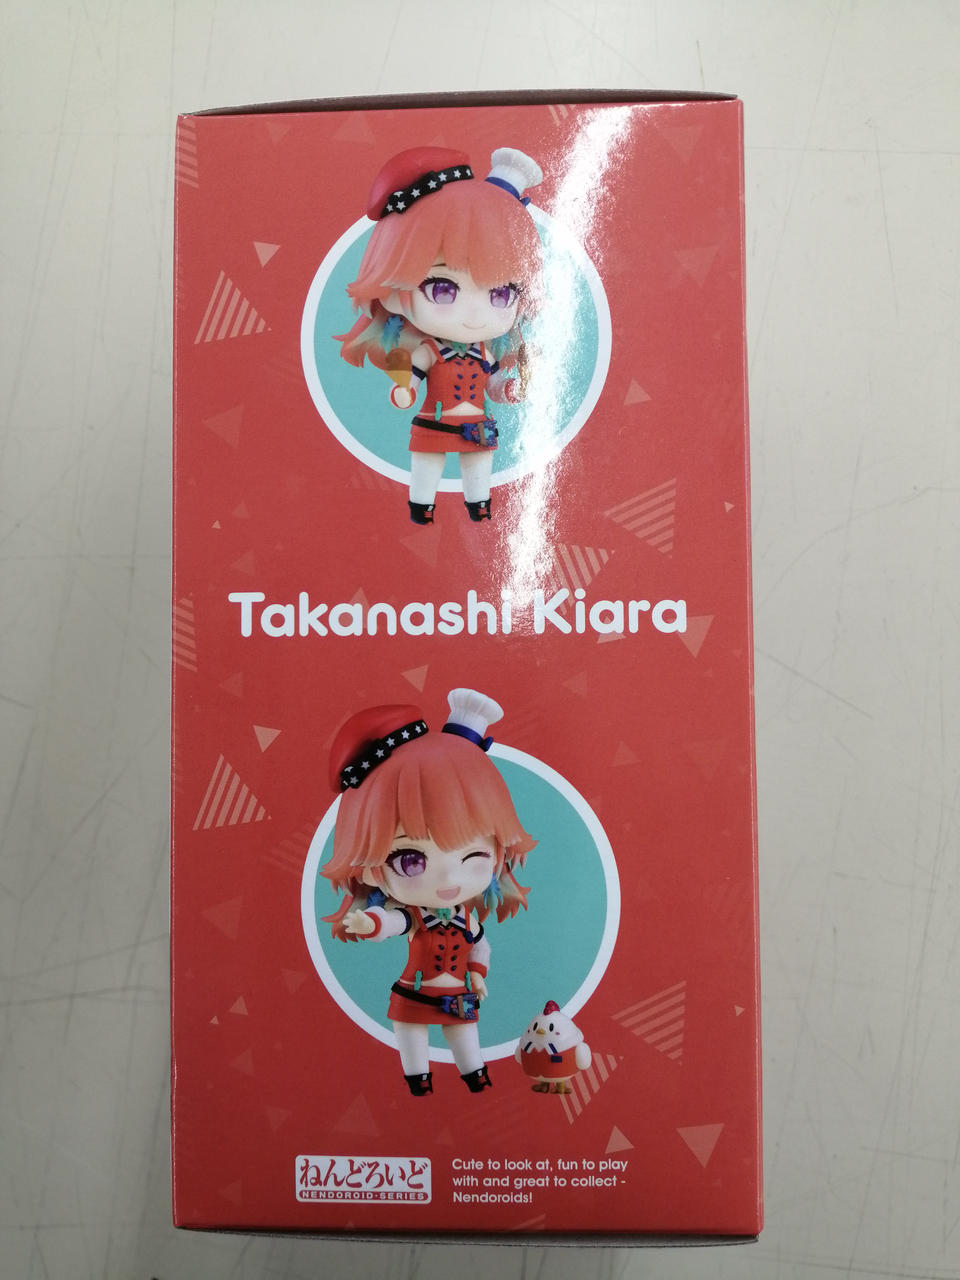 Takanashi Kiara
ねんどろいど
NENDOROID·SERIES
Cute to look at, fun to play
with and great to collect -
Nendoroids!